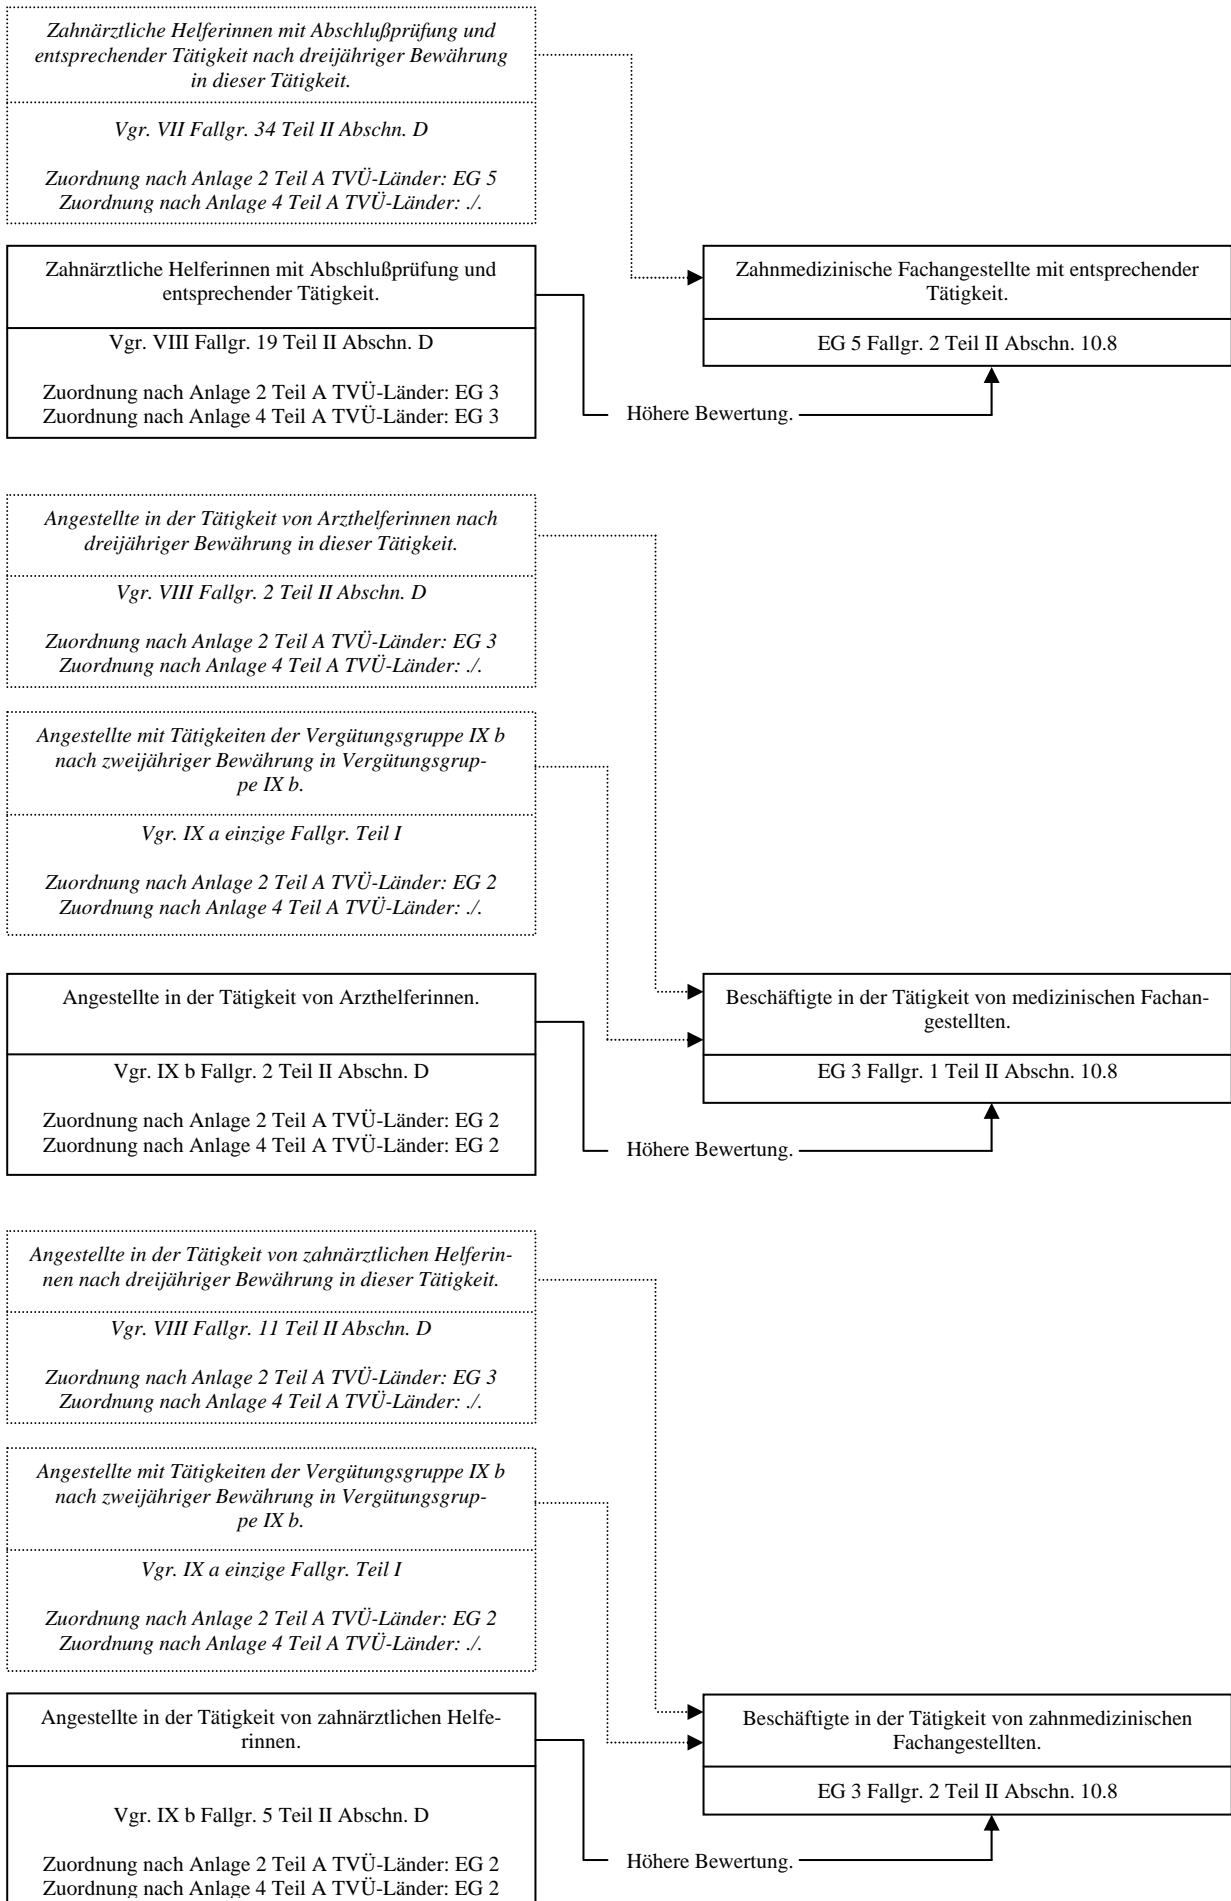 Zahnärztliche Helferinnen mit Abschlußprüfung und
entsprechender Tätigkeit nach dreijähriger Bewährung
in dieser Tätigkeit.
Vgr. VII Fallgr. 34 Teil II Abschn. D
Zuordnung nach Anlage 2 Teil A TVÜ-Länder: EG 5
Zuordnung nach Anlage 4 Teil A TVÜ-Länder: ./.
Zahnärztliche Helferinnen mit Abschlußprüfung und
entsprechender Tätigkeit.
Vgr. VIII Fallgr. 19 Teil II Abschn. D
Zuordnung nach Anlage 2 Teil A TVÜ-Länder: EG 3
Zuordnung nach Anlage 4 Teil A TVÜ-Länder: EG 3
Zahnmedizinische Fachangestellte mit entsprechender
Tätigkeit.
EG 5 Fallgr. 2 Teil II Abschn. 10.8
Höhere Bewertung.
Angestellte in der Tätigkeit von Arzthelferinnen nach
dreijähriger Bewährung in dieser Tätigkeit.
Vgr. VIII Fallgr. 2 Teil II Abschn. D
Zuordnung nach Anlage 2 Teil A TVÜ-Länder: EG 3
Zuordnung nach Anlage 4 Teil A TVÜ-Länder: ./.
Angestellte mit Tätigkeiten der Vergütungsgruppe IX b
nach zweijähriger Bewährung in Vergütungsgrup-
pe IX b.
Vgr. IX a einzige Fallgr. Teil I
Zuordnung nach Anlage 2 Teil A TVÜ-Länder: EG 2
Zuordnung nach Anlage 4 Teil A TVÜ-Länder: ./.
Angestellte in der Tätigkeit von Arzthelferinnen.
Vgr. IX b Fallgr. 2 Teil II Abschn. D
Zuordnung nach Anlage 2 Teil A TVÜ-Länder: EG 2
Zuordnung nach Anlage 4 Teil A TVÜ-Länder: EG 2
Beschäftigte in der Tätigkeit von medizinischen Fachan-
gestellten.
EG 3 Fallgr. 1 Teil II Abschn. 10.8
Höhere Bewertung.
Angestellte in der Tätigkeit von zahnärztlichen Helferin-
nen nach dreijähriger Bewährung in dieser Tätigkeit.
Vgr. VIII Fallgr. 11 Teil II Abschn. D
Zuordnung nach Anlage 2 Teil A TVÜ-Länder: EG 3
Zuordnung nach Anlage 4 Teil A TVÜ-Länder: ./.
Angestellte mit Tätigkeiten der Vergütungsgruppe IX b
nach zweijähriger Bewährung in Vergütungsgrup-
pe IX b.
Vgr. IX a einzige Fallgr. Teil I
Zuordnung nach Anlage 2 Teil A TVÜ-Länder: EG 2
Zuordnung nach Anlage 4 Teil A TVÜ-Länder: ./.
Angestellte in der Tätigkeit von zahnärztlichen Helfe-
rinnen.
Vgr. IX b Fallgr. 5 Teil II Abschn. D
Zuordnung nach Anlage 2 Teil A TVÜ-Länder: EG 2
Zuordnung nach Anlage 4 Teil A TVÜ-Länder: EG 2
Beschäftigte in der Tätigkeit von zahnmedizinischen
Fachangestellten.
EG 3 Fallgr. 2 Teil II Abschn. 10.8
Höhere Bewertung.